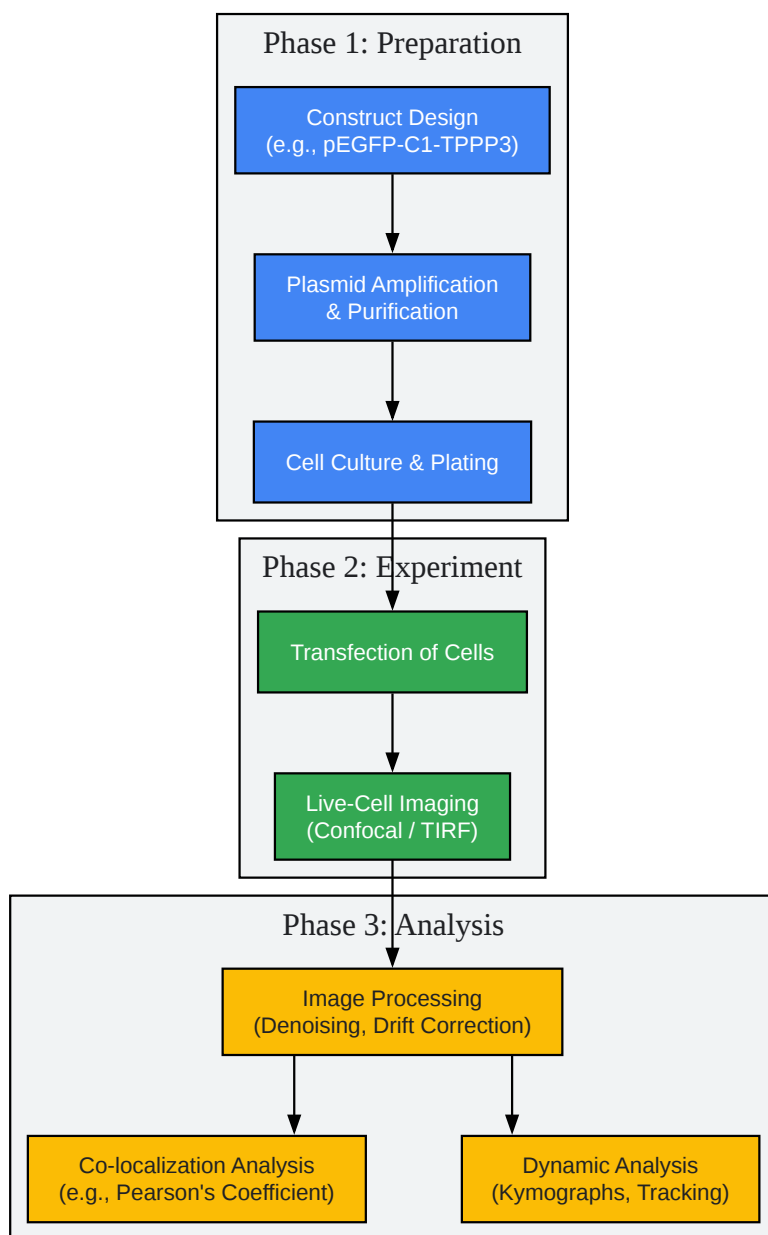 Phase 1: Preparation
Construct Design
(e.g., pEGFP-C1-TPPP3)
Plasmid Amplification
& Purification
Cell Culture & Plating
Phase 2: Experiment
Transfection of Cells
Live-Cell Imaging
(Confocal / TIRF)
Phase 3: Analysis
Image Processing
(Denoising, Drift Correction)
Co-localization Analysis
(e.g., Pearson's Coefficient)
Dynamic Analysis
(Kymographs, Tracking)